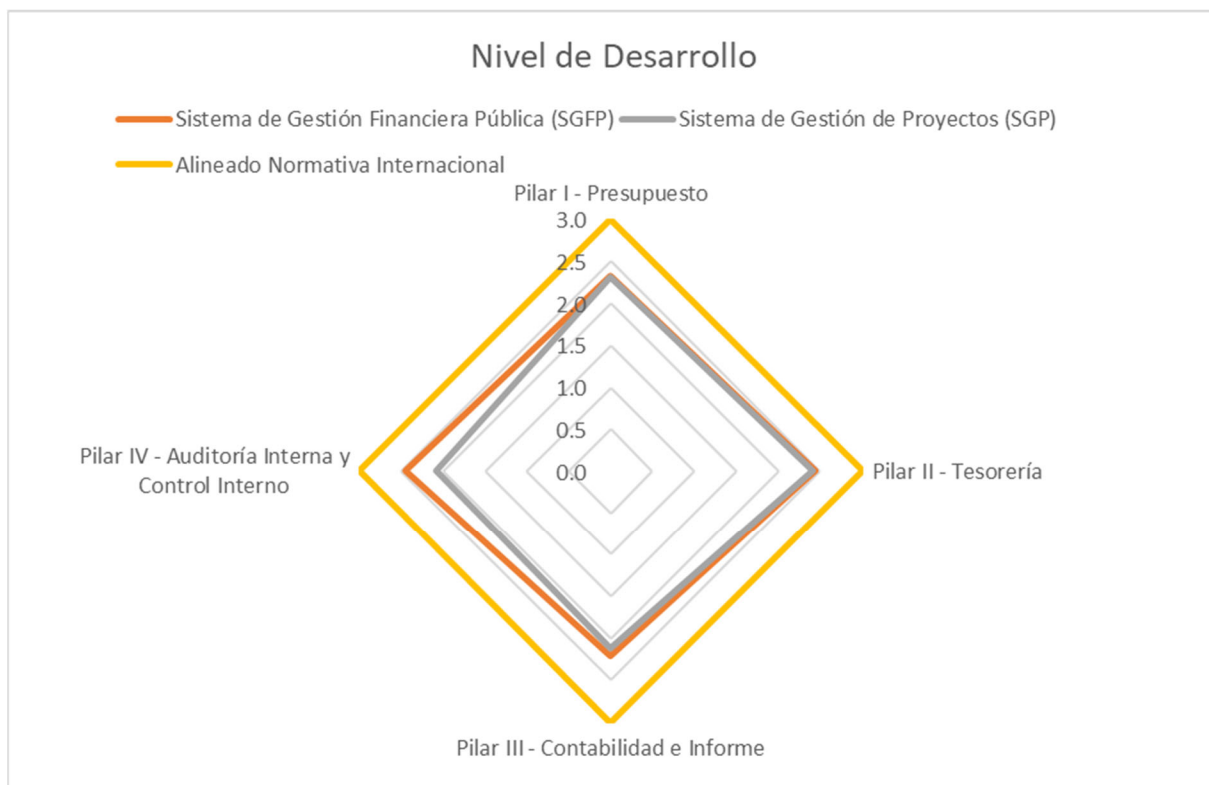 Nivel de Desarrollo
Sistema de Gestión Financiera Pública (SGFP)
Sistema de Gestión de Proyectos (SGP)
Alineado Normativa Internacional
Pilar I - Presupuesto
3.0
2.5
2.0
1.5
1.0
0.5
0.0
Pilar IV - Auditoría Interna y
Control Interno
Pilar II - Tesorería
Pilar III - Contabilidad e Informe